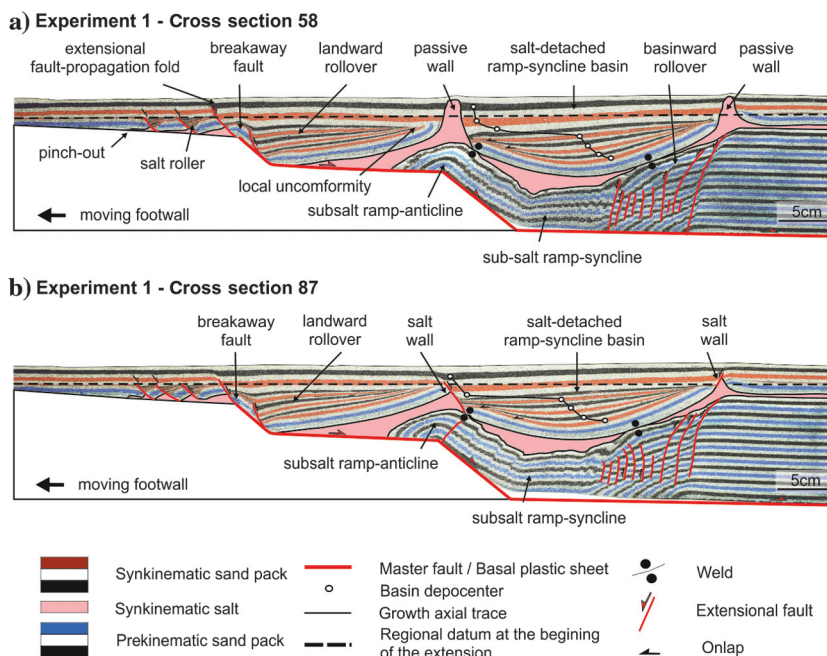 a) Experiment 1 - Cross section 58
extensional
fault-propagation fold
breakaway
fault
landward
rollover
passive
wall
salt-detached
ramp-syncline basin
basinward
rollover
passive
wall
pinch-out
salt roller
local uncomformity
subsalt ramp-anticline
moving footwall
sub-salt ramp-syncline
5cm
b) Experiment 1 - Cross section 87
breakaway
fault
landward
rollover
salt
wall
salt-detached
ramp-syncline basin
salt
wall
subsalt ramp-anticline
moving footwall
subsalt ramp-syncline
5cm
Synkinematic sand pack
Synkinematic salt
Prekinematic sand pack
Master fault / Basal plastic sheet
Basin depocenter
Growth axial trace
Regional datum at the begining
of the extension
Weld
Extensional fault
Onlap